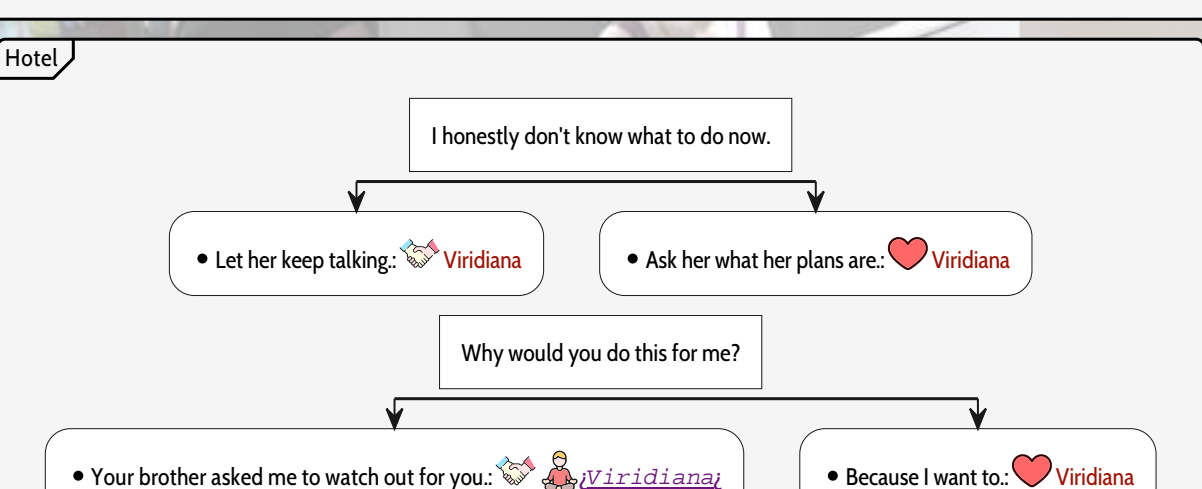 Hotel
I honestly don't know what to do now.
• Let her keep talking.: Viridiana
• Ask her what her plans are.: Viridiana
Why would you do this for me?
• Your brother asked me to watch out for you.: ¿Viridiana¿
• Because I want to.: Viridiana